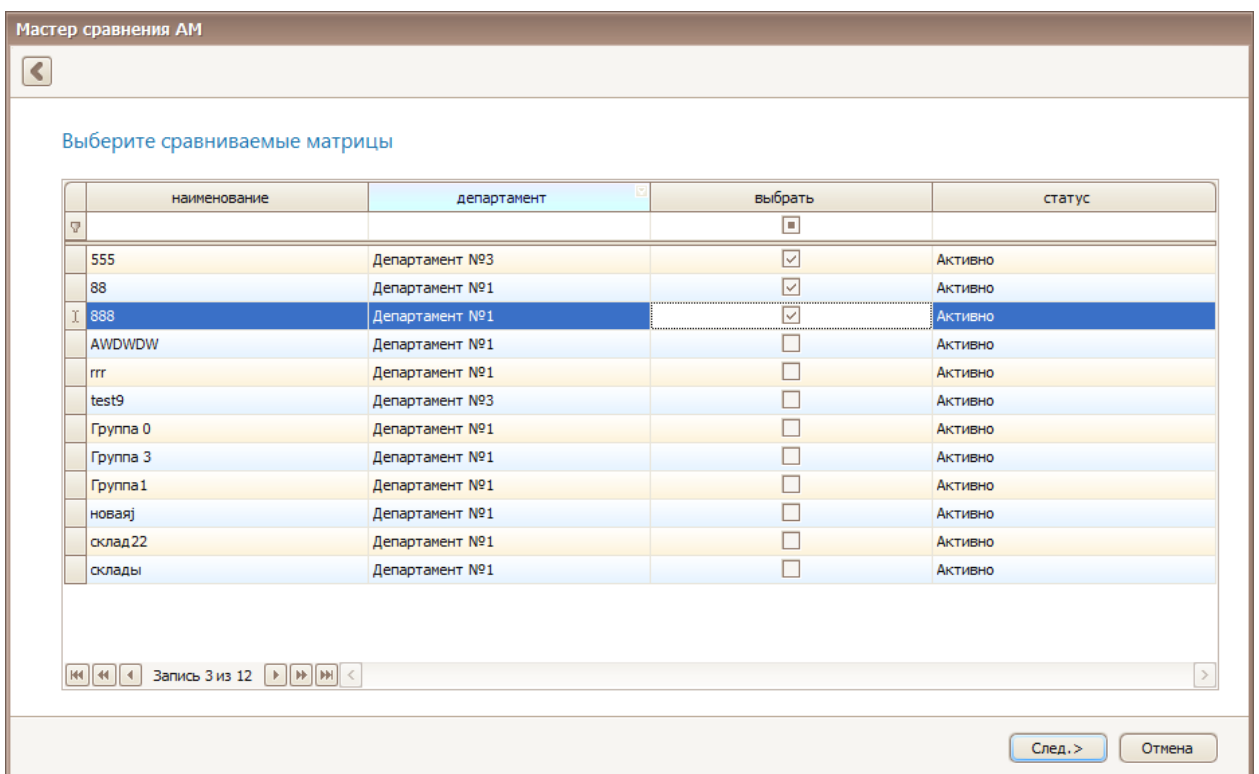 Мастер сравнения АМ
Выберите сравниваемые матрицы
наименование департамент выбрать статус
555 Департамент №3 Активно
88 Департамент №1 Активно
888 Департамент №1 Активно
AWDWDW Департамент №1 Активно
rrr Департамент №1 Активно
test9 Департамент №3 Активно
Группа 0 Департамент №1 Активно
Группа 3 Департамент №1 Активно
Группа1 Департамент №1 Активно
новаяj Департамент №1 Активно
склад22 Департамент №1 Активно
склады Департамент №1 Активно
Запись 3 из 12
След.> Отмена